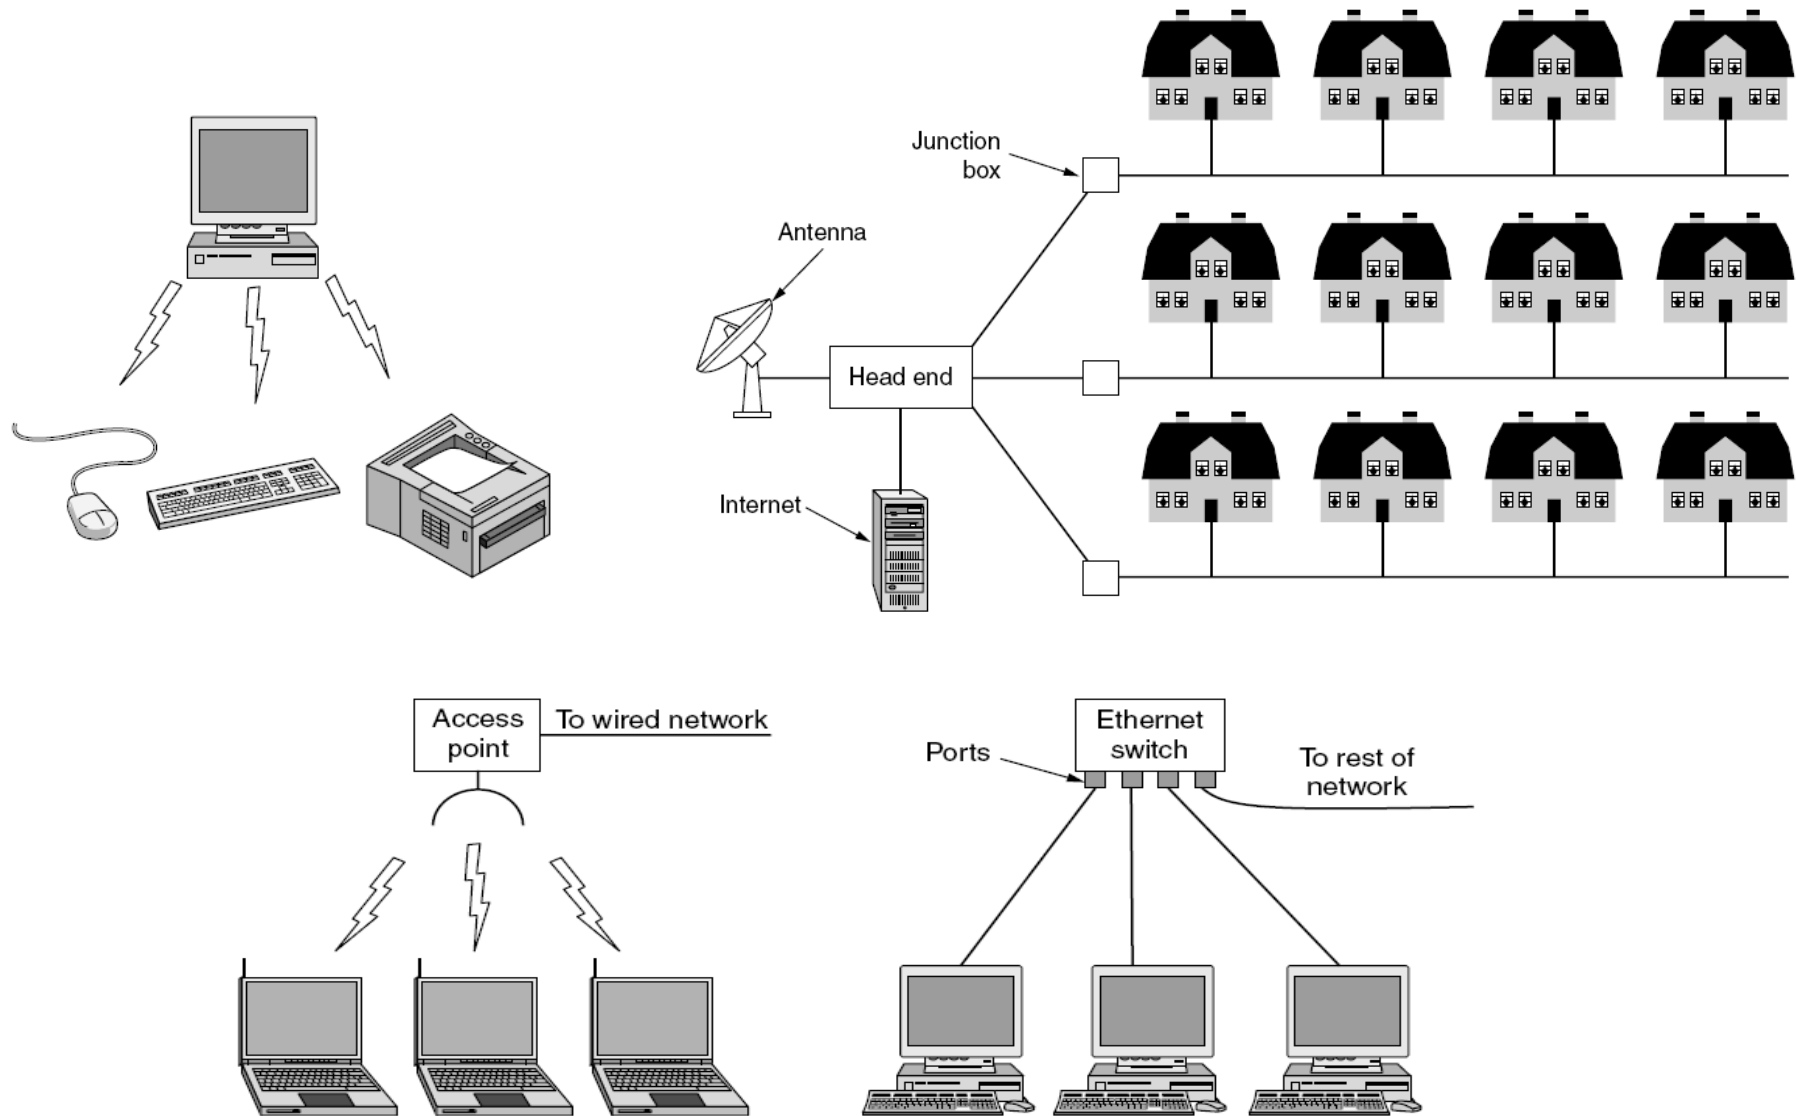 Junction
box
Antenna
Head end
Internet
Access
point
To wired network
Ethernet
switch
Ports
To rest of
network